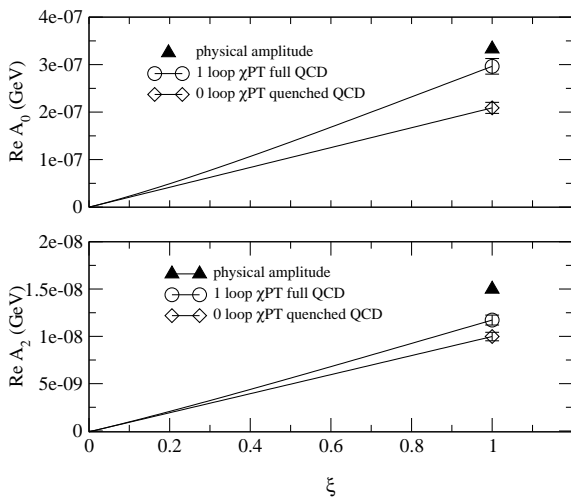 4e-07
3e-07
2e-07
1e-07
0
Re A0 (GeV)
physical amplitude
1 loop χPT full QCD
0 loop χPT quenched QCD
2e-08
1.5e-08
1e-08
5e-09
Re A2 (GeV)
physical amplitude
1 loop χPT full QCD
0 loop χPT quenched QCD
0 0.2 0.4 0.6 0.8 1
ξ